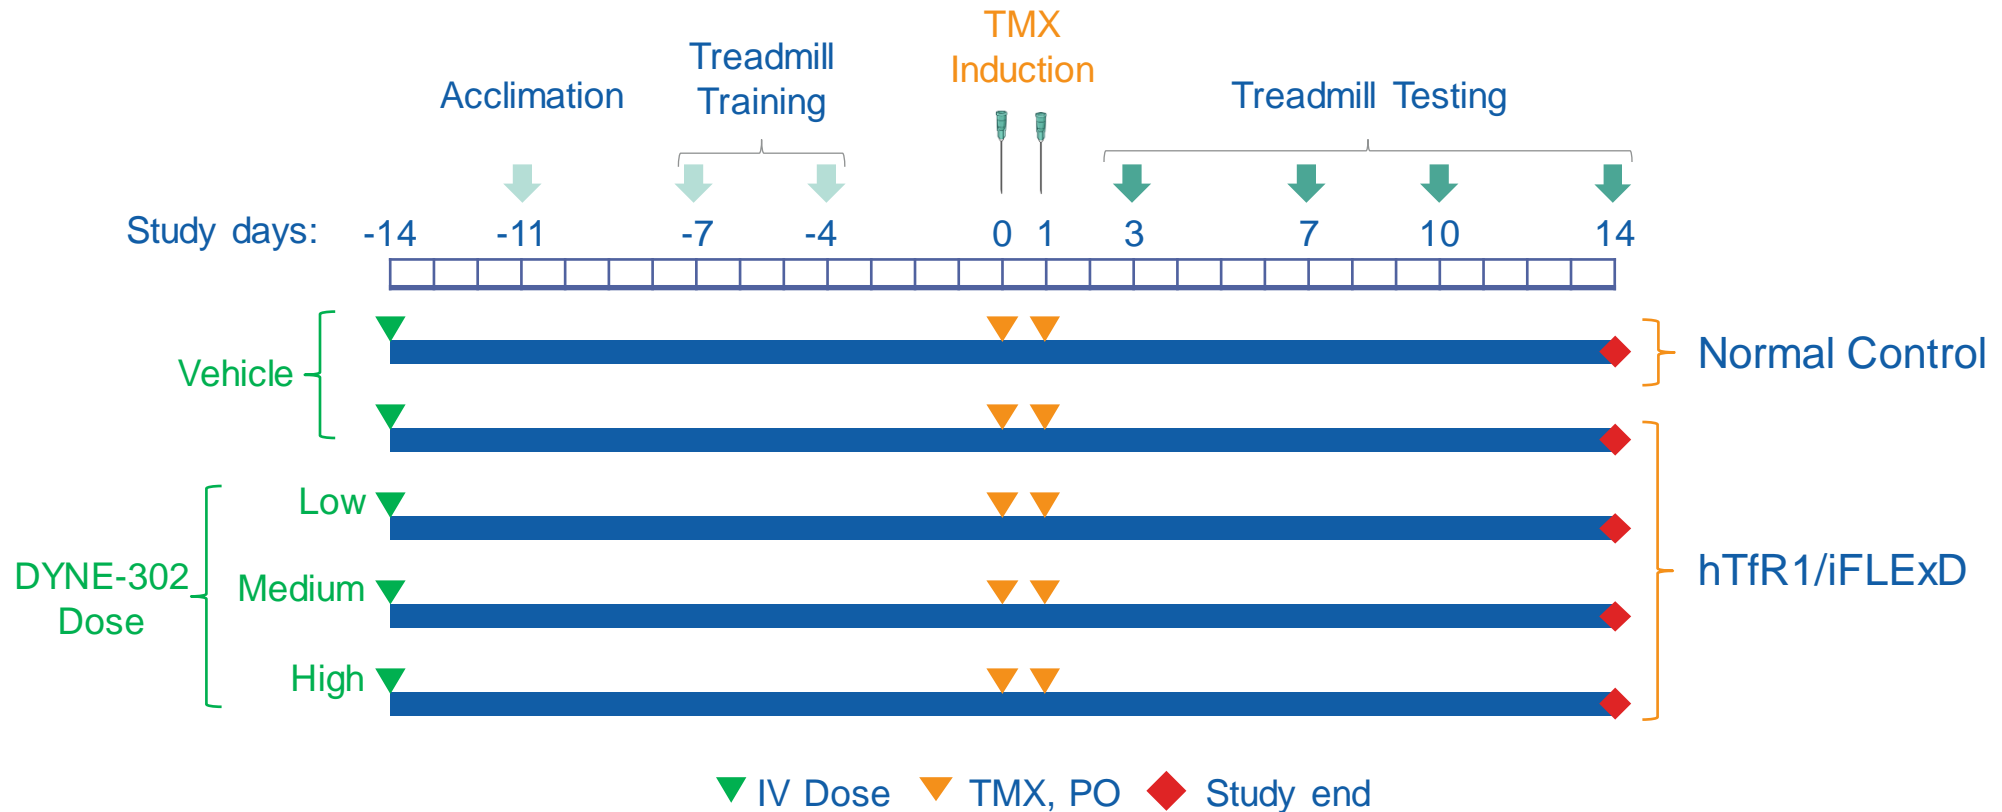 TMX
Induction
Treadmill
Training
Acclimation
Treadmill Testing
Study days: -14 -11 -7 -4 0 1 3 7 10 14
Vehicle
Normal Control
Low
DYNE-302
Dose
Medium
hTfR1/iFLExD
High
IV Dose TMX, PO Study end